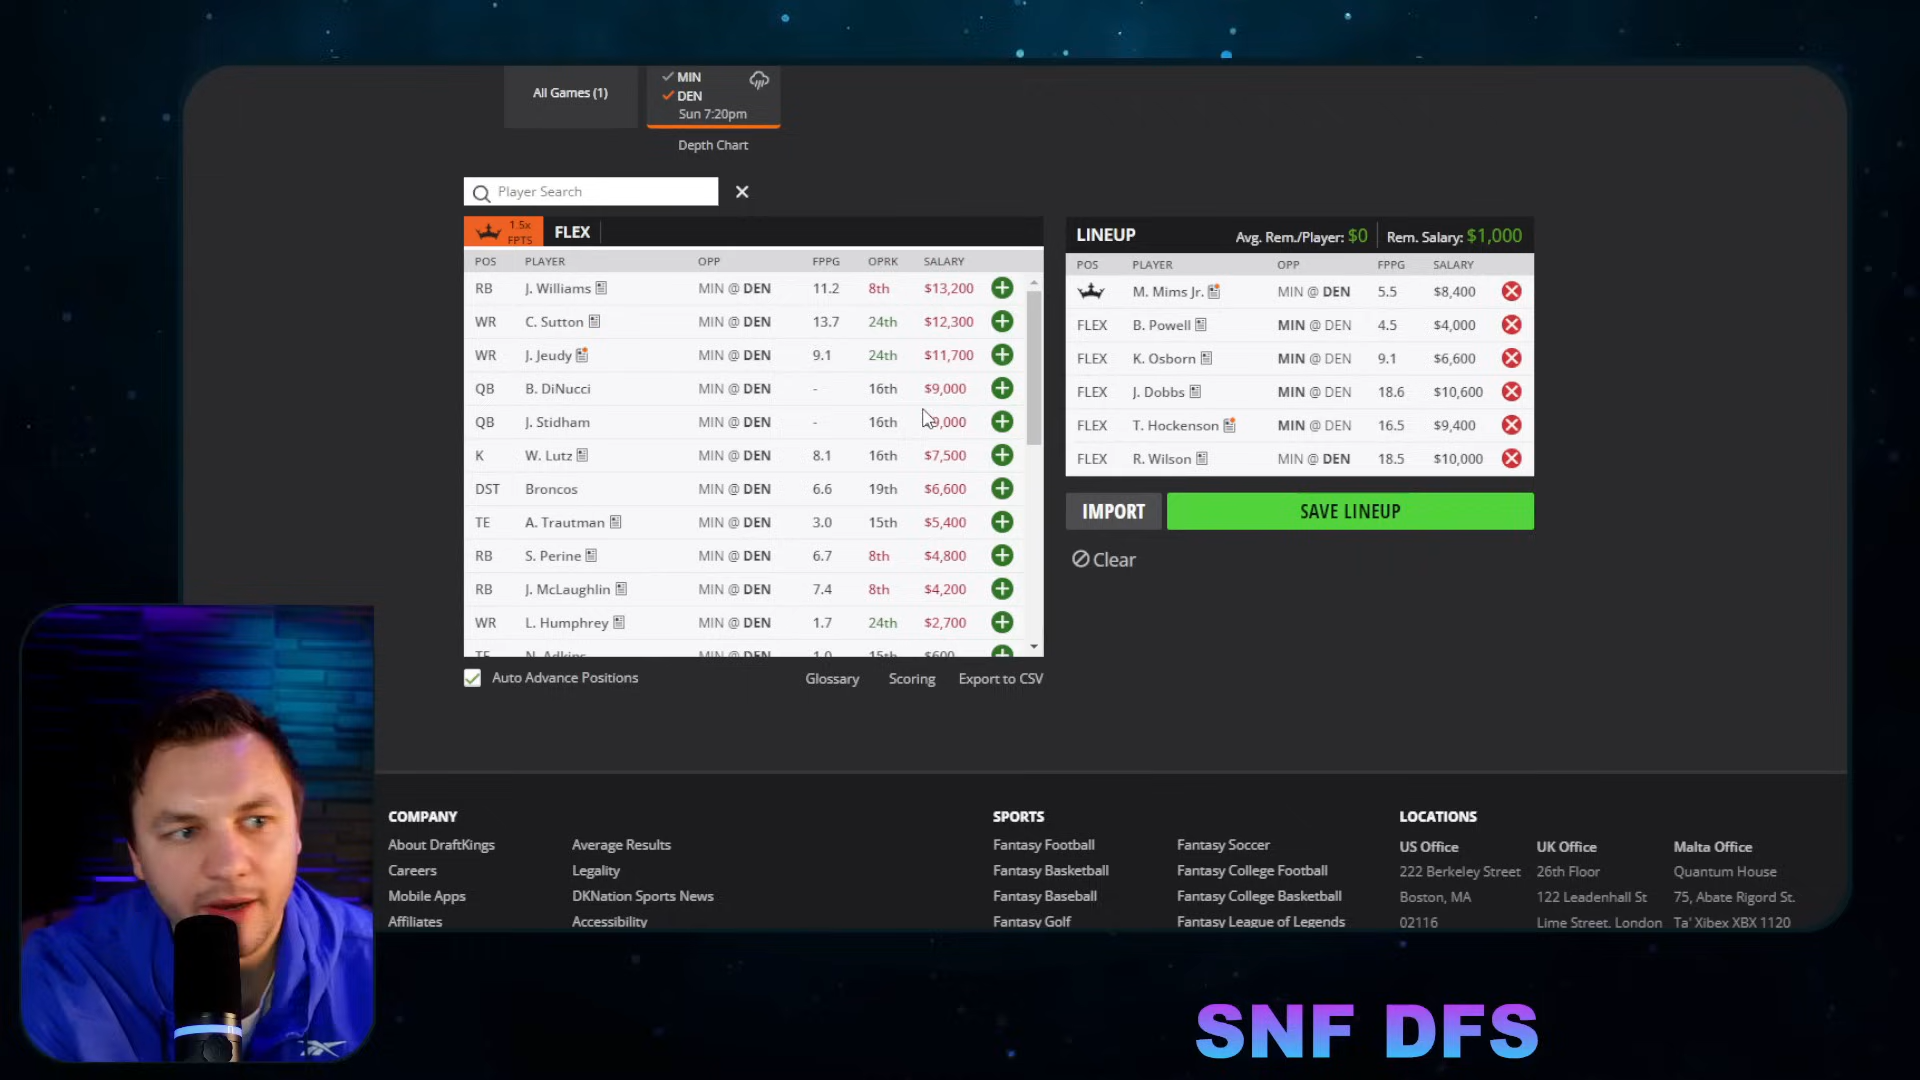 All Games (1)
MIN
DEN
Sun 7:20pm
Depth Chart
Player Search
1.5x
FPTS
FLEX
POS PLAYER OPP FPPG OPRK SALARY
RB J. Williams MIN @ DEN 11.2 8th $13,200
WR C. Sutton MIN @ DEN 13.7 24th $12,300
WR J. Jeudy MIN @ DEN 9.1 24th $11,700
QB B. DiNucci MIN @ DEN - 16th $9,000
QB J. Stidham MIN @ DEN - 16th $9,000
K W. Lutz MIN @ DEN 8.1 16th $7,500
DST Broncos MIN @ DEN 6.6 19th $6,600
TE A. Trautman MIN @ DEN 3.0 15th $5,400
RB S. Perine MIN @ DEN 6.7 8th $4,800
RB J. McLaughlin MIN @ DEN 7.4 8th $4,200
WR L. Humphrey MIN @ DEN 1.7 24th $2,700
TE N. Adkins MIN @ DEN 1.0 15th $600
Auto Advance Positions Glossary Scoring Export to CSV
LINEUP Avg. Rem./Player: $0 Rem. Salary: $1,000
POS PLAYER OPP FPPG SALARY
M. Mims Jr. MIN @ DEN 5.5 $8,400
FLEX B. Powell MIN @ DEN 4.5 $4,000
FLEX K. Osborn MIN @ DEN 9.1 $6,600
FLEX J. Dobbs MIN @ DEN 18.6 $10,600
FLEX T. Hockenson MIN @ DEN 16.5 $9,400
FLEX R. Wilson MIN @ DEN 18.5 $10,000
IMPORT SAVE LINEUP
Clear
COMPANY
About DraftKings Average Results
Careers Legality
Mobile Apps DKNation Sports News
Affiliates Accessibility
SPORTS
Fantasy Football Fantasy Soccer
Fantasy Basketball Fantasy College Football
Fantasy Baseball Fantasy College Basketball
Fantasy Golf Fantasy League of Legends
LOCATIONS
US Office UK Office Malta Office
222 Berkeley Street 26th Floor Quantum House
Boston, MA 122 Leadenhall St 75, Abate Rigord St.
02116 Lime Street, London Ta' Xibex XBX 1120
SNF DFS